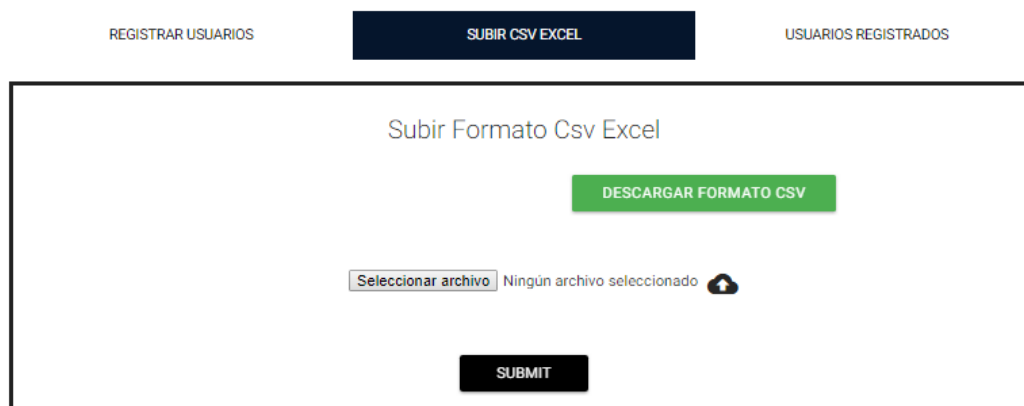 REGISTRAR USUARIOS SUBIR CSV EXCEL USUARIOS REGISTRADOS
Subir Formato Csv Excel
DESCARGAR FORMATO CSV
Seleccionar archivo Ningún archivo seleccionado
SUBMIT